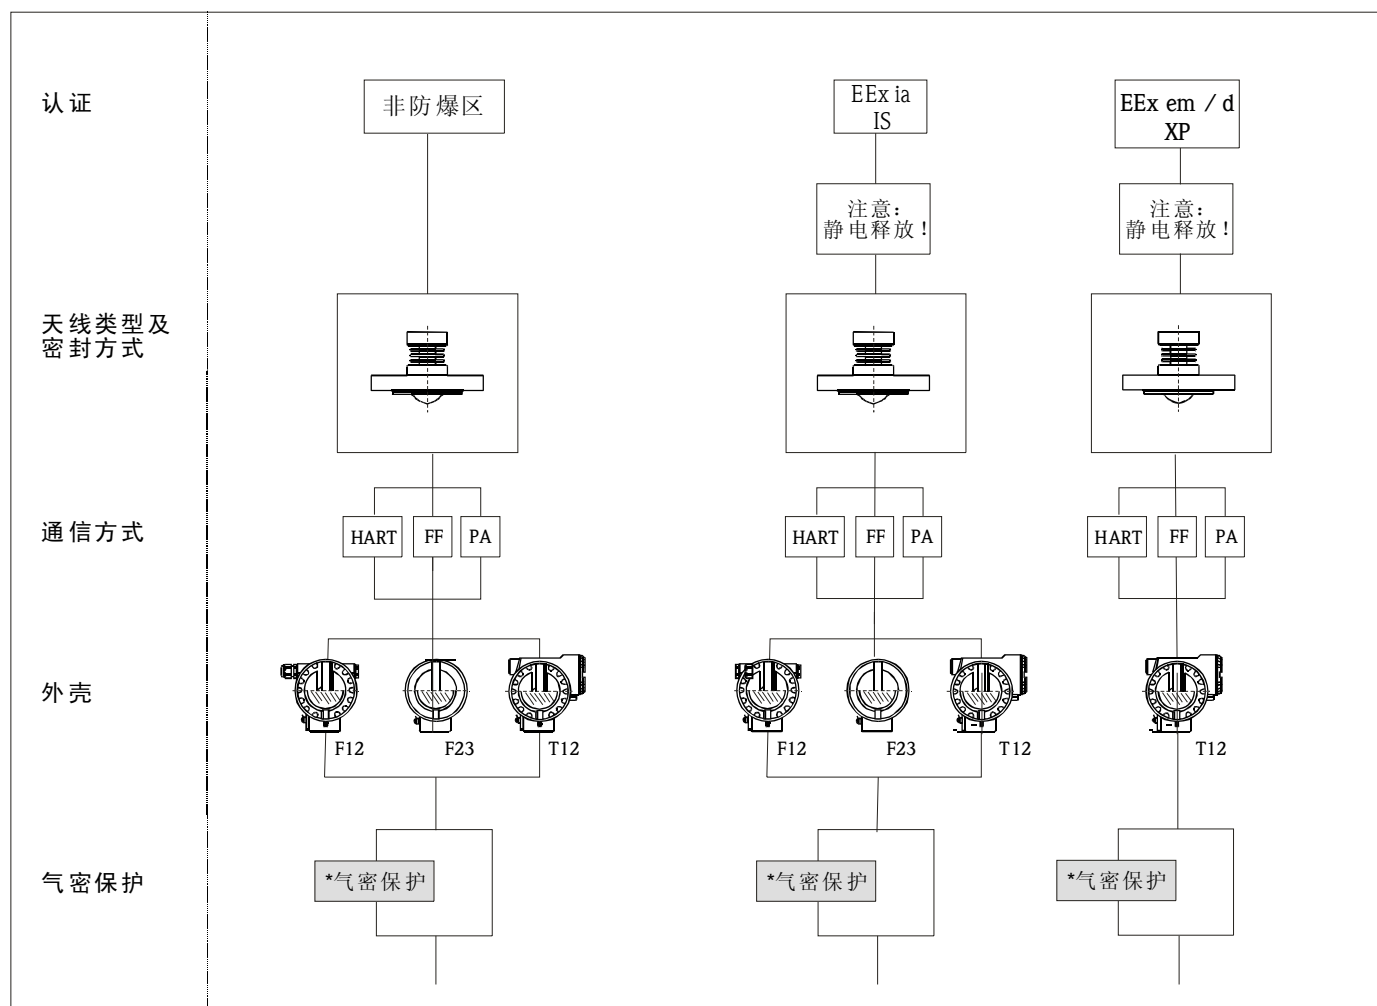 认证
非防爆区
EEx ia
IS
EEx em / d
XP
注意：
静电释放！
注意：
静电释放！
天线类型及
密封方式
通信方式
HART
FF
PA
HART
FF
PA
HART
FF
PA
外壳
F12
F23
T12
F12
F23
T12
T12
气密保护
*气密保护
*气密保护
*气密保护